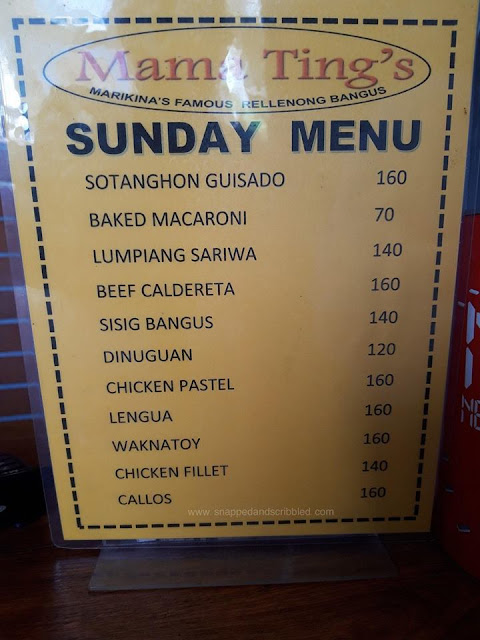 Mama Ting's
MARIKINA'S FAMOUS RELLENONG BANGUS
SUNDAY MENU
SOTANGHON GUISADO 160
BAKED MACARONI 70
LUMPIANG SARIWA 140
BEEF CALDERETA 160
SISIG BANGUS 140
DINUGUAN 120
CHICKEN PASTEL 160
LENGUA 160
WAKNATOY 160
CHICKEN FILLET 140
CALLOS 160
www.snappedandscribbled.com